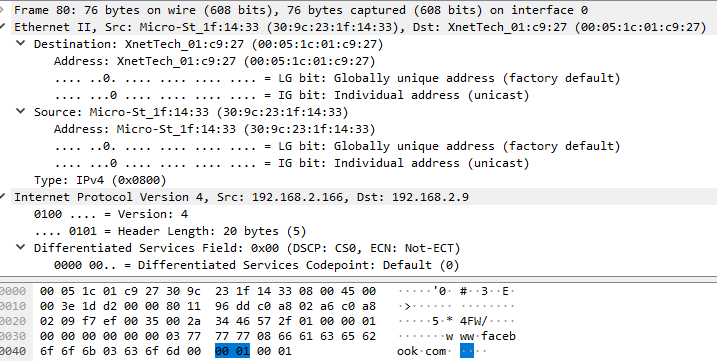 Frame 80: 76 bytes on wire (608 bits), 76 bytes captured (608 bits) on interface 0
Ethernet II, Src: Micro-St_1f:14:33 (30:9c:23:1f:14:33), Dst: XnetTech_01:c9:27 (00:05:1c:01:c9:27)
Destination: XnetTech_01:c9:27 (00:05:1c:01:c9:27)
Address: XnetTech_01:c9:27 (00:05:1c:01:c9:27)
.... ..0. .... .... .... .... = LG bit: Globally unique address (factory default)
.... ...0 .... .... .... .... = IG bit: Individual address (unicast)
Source: Micro-St_1f:14:33 (30:9c:23:1f:14:33)
Address: Micro-St_1f:14:33 (30:9c:23:1f:14:33)
.... ..0. .... .... .... .... = LG bit: Globally unique address (factory default)
.... ...0 .... .... .... .... = IG bit: Individual address (unicast)
Type: IPv4 (0x0800)
Internet Protocol Version 4, Src: 192.168.2.166, Dst: 192.168.2.9
0100 .... = Version: 4
.... 0101 = Header Length: 20 bytes (5)
Differentiated Services Field: 0x00 (DSCP: CS0, ECN: Not-ECT)
0000 00.. = Differentiated Services Codepoint: Default (0)
0000 00 05 1c 01 c9 27 30 9c 23 1f 14 33 08 00 45 00 ·····'0· #··3··E·
0010 00 3e 1d d2 00 00 80 11 96 dd c0 a8 02 a6 c0 a8 ·>······ ········
0020 02 09 f7 ef 00 35 00 2a 34 46 57 2f 01 00 00 01 ·····5·* 4FW/····
0030 00 00 00 00 00 00 03 77 77 77 08 66 61 63 65 62 ·······w ww·faceb
0040 6f 6f 6b 03 63 6f 6d 00 00 01 00 01 ook·com· ····